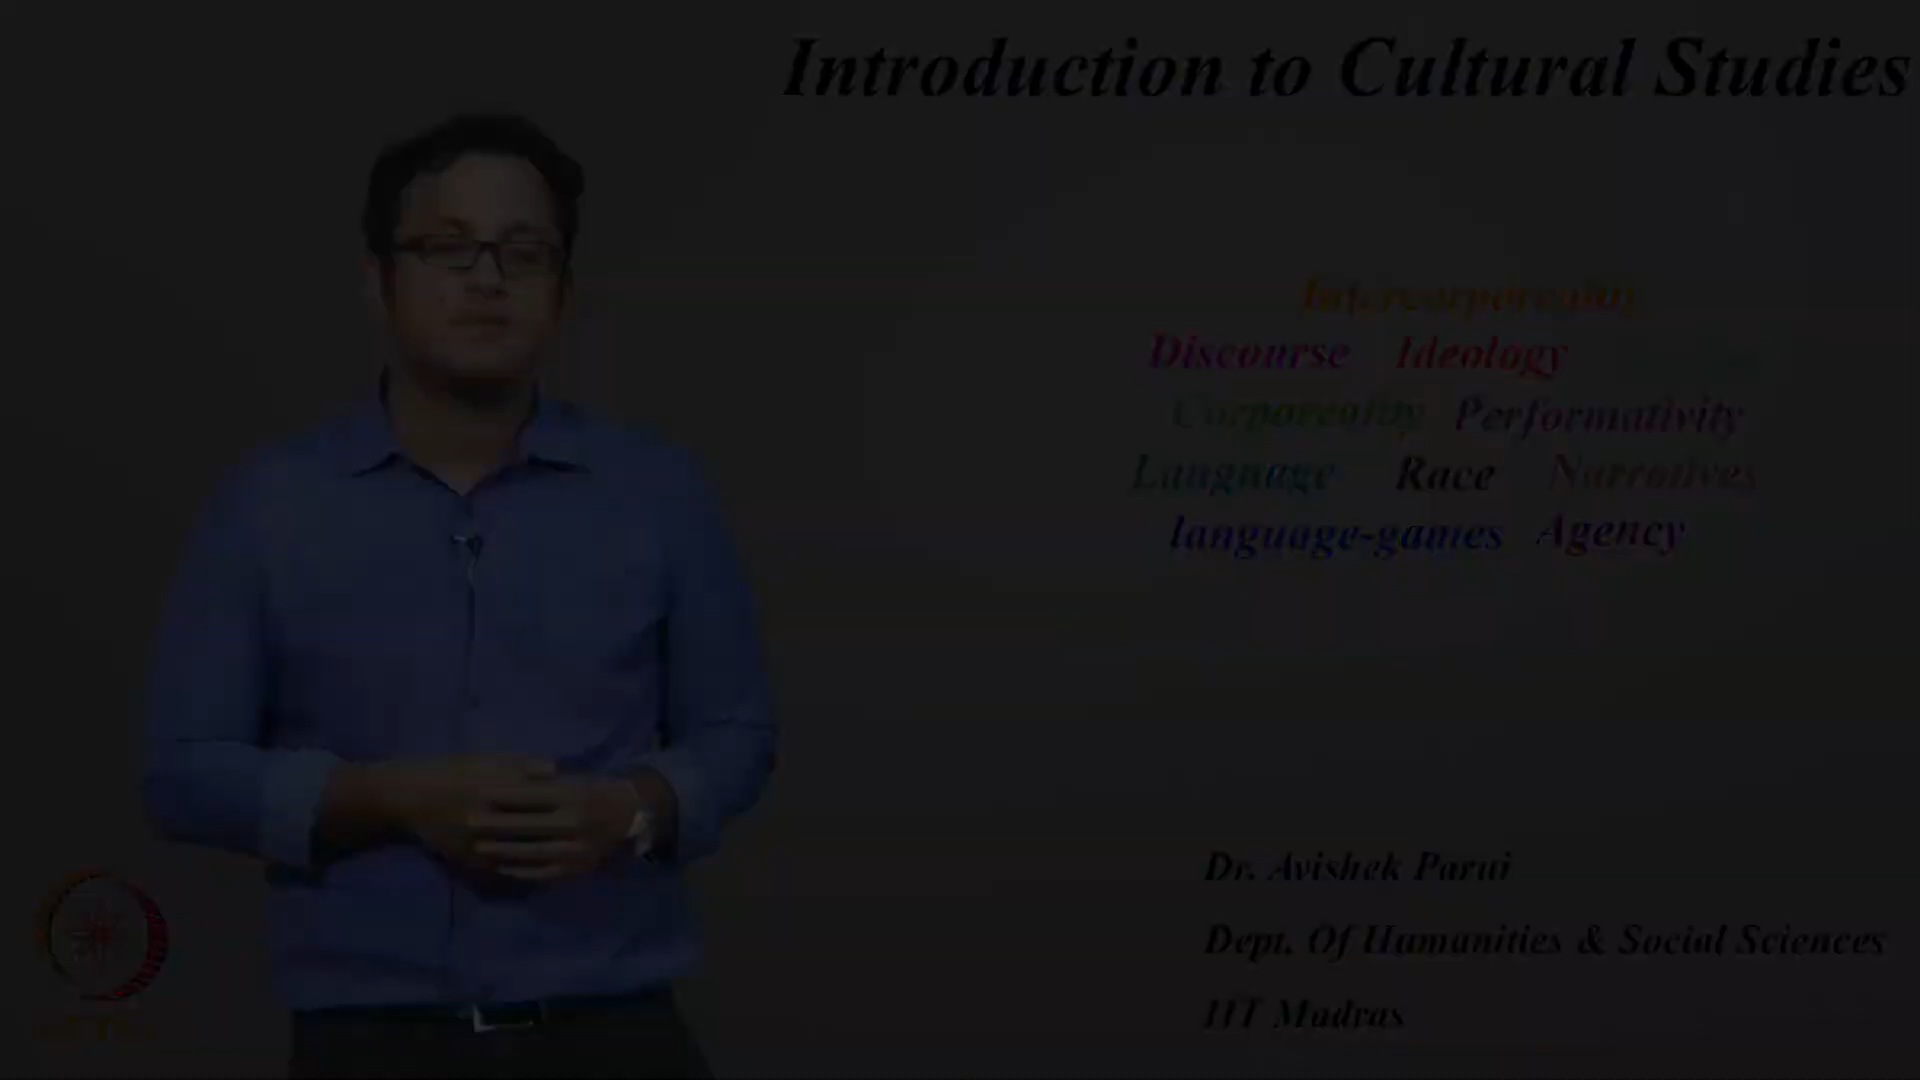 Introduction to Cultural Studies
Intercorporeality
Discourse Ideology
Corporeality Performativity
Language Race Narratives
language-games Agency
Dr. Avishek Parui
Dept. Of Humanities & Social Sciences
IIT Madras